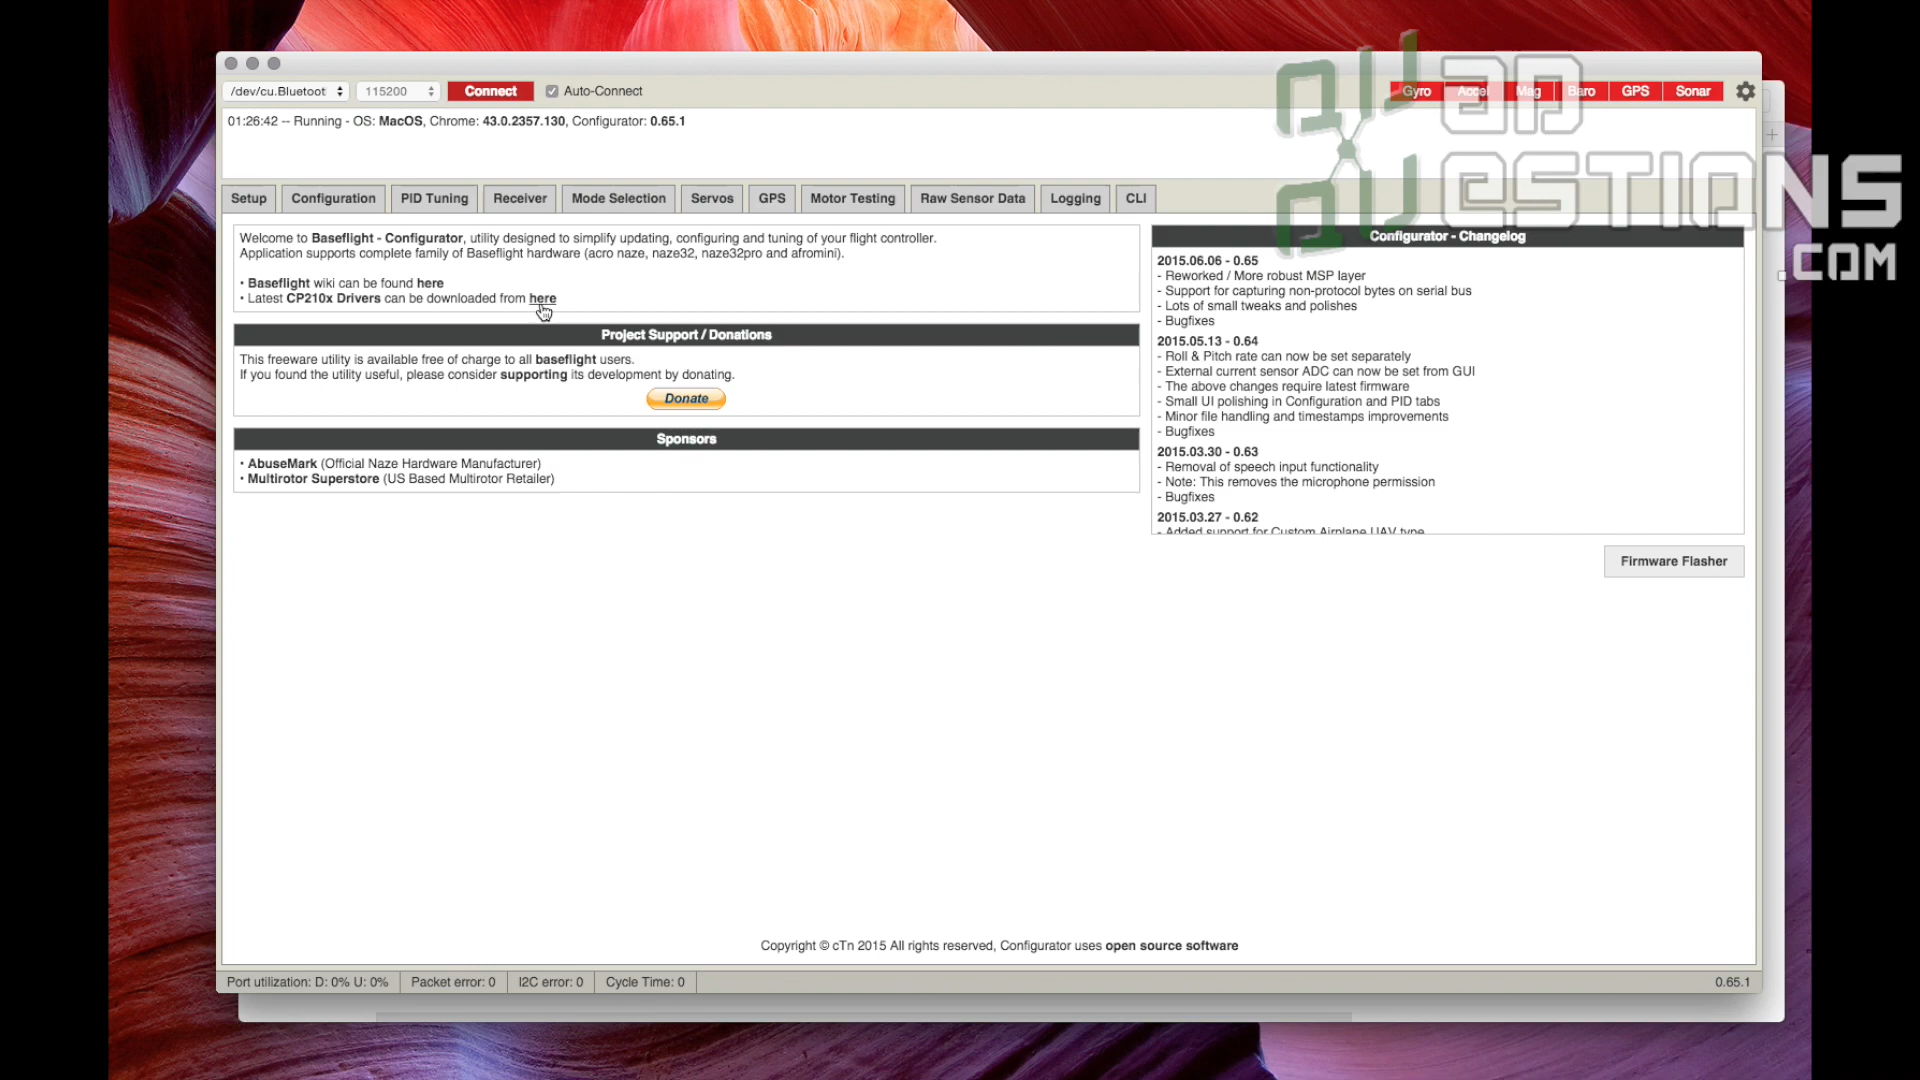 /dev/cu.Bluetoot 115200 Connect Auto-Connect Gyro Accel Mag Baro GPS Sonar
01:26:42 -- Running - OS: MacOS, Chrome: 43.0.2357.130, Configurator: 0.65.1
QUAD
QUESTIONS
.COM
Setup Configuration PID Tuning Receiver Mode Selection Servos GPS Motor Testing Raw Sensor Data Logging CLI
Welcome to Baseflight - Configurator, utility designed to simplify updating, configuring and tuning of your flight controller.
Application supports complete family of Baseflight hardware (acro naze, naze32, naze32pro and afromini).
• Baseflight wiki can be found here
• Latest CP210x Drivers can be downloaded from here
Project Support / Donations
This freeware utility is available free of charge to all baseflight users.
If you found the utility useful, please consider supporting its development by donating.
Donate
Sponsors
• AbuseMark (Official Naze Hardware Manufacturer)
• Multirotor Superstore (US Based Multirotor Retailer)
Configurator - Changelog
2015.06.06 - 0.65
- Reworked / More robust MSP layer
- Support for capturing non-protocol bytes on serial bus
- Lots of small tweaks and polishes
- Bugfixes
2015.05.13 - 0.64
- Roll & Pitch rate can now be set separately
- External current sensor ADC can now be set from GUI
- The above changes require latest firmware
- Small UI polishing in Configuration and PID tabs
- Minor file handling and timestamps improvements
- Bugfixes
2015.03.30 - 0.63
- Removal of speech input functionality
- Note: This removes the microphone permission
- Bugfixes
2015.03.27 - 0.62
- Added support for Custom Airplane UAV type
Firmware Flasher
Copyright © cTn 2015 All rights reserved, Configurator uses open source software
Port utilization: D: 0% U: 0% Packet error: 0 I2C error: 0 Cycle Time: 0 0.65.1